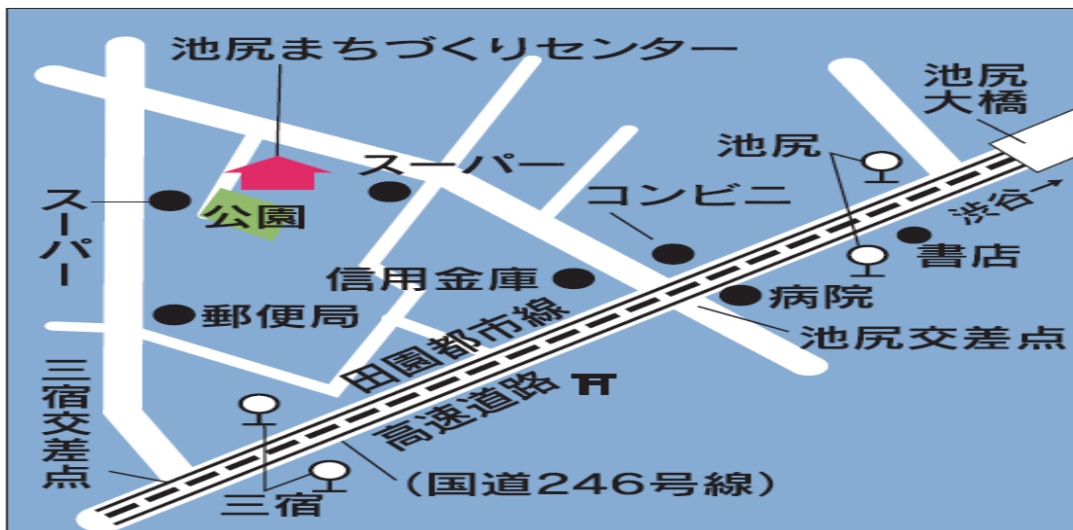 池尻まちづくりセンター
池尻
大橋
池尻
スーパー
スーパー
公園
コンビニ
渋谷→
書店
信用金庫
病院
郵便局
池尻交差点
田園都市線
高速道路
三宿交差点
三宿
(国道246号線)